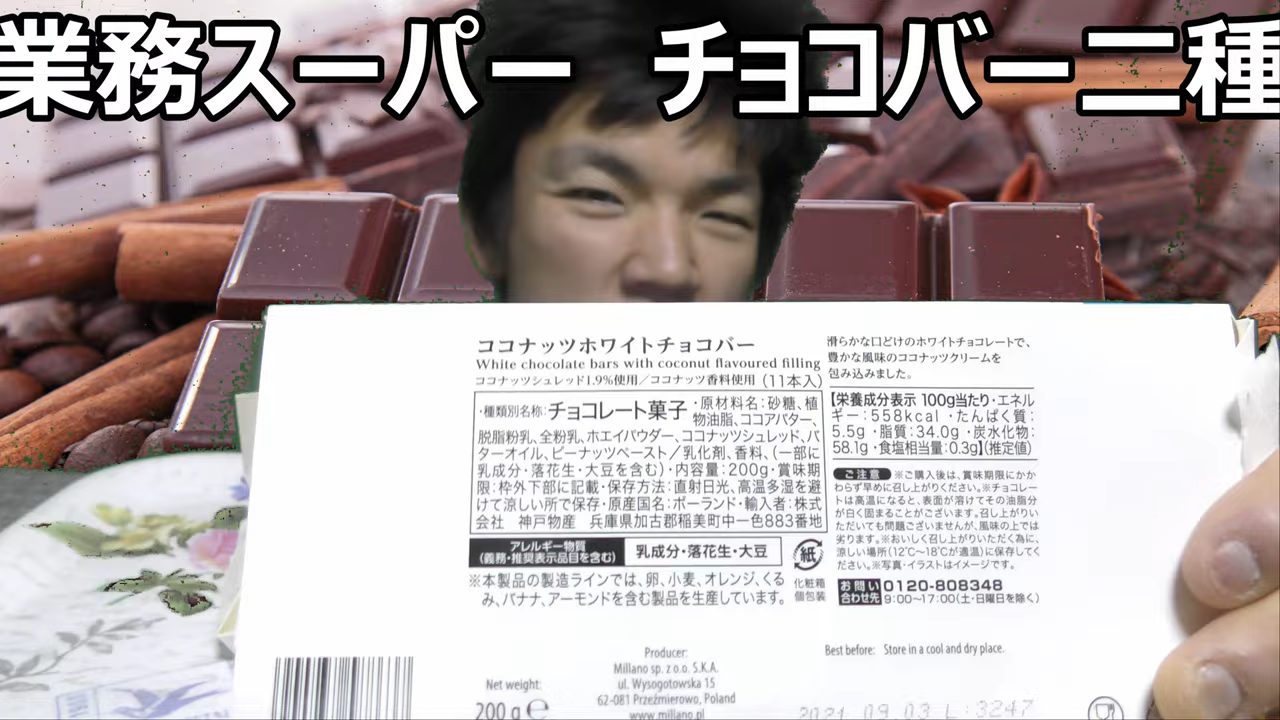 業務スーパー チョコバー二種
ココナッツホワイトチョコバー
White chocolate bars with coconut flavoured filling
ココナッツシュレッド1.9%使用/ココナッツ香料使用 (11本入)
・種類別名称:チョコレート菓子・原材料名:砂糖、植
物油脂、ココアバター、
脱脂粉乳、全粉乳、ホエイパウダー、ココナッツシュレッド、バ
ターオイル、ピーナッツペースト/乳化剤、香料、(一部に
乳成分・落花生・大豆を含む)・内容量:200g・賞味期
限:枠外下部に記載・保存方法:直射日光、高温多湿を避
けて涼しい所で保存・原産国名:ポーランド・輸入者:株式
会社 神戸物産 兵庫県加古郡稲美町中一色883番地
アレルギー物質
(義務・推奨表示品目を含む)
乳成分・落花生・大豆
紙
化粧箱
個包装
※本製品の製造ラインでは、卵、小麦、オレンジ、くる
み、バナナ、アーモンドを含む製品を生産しています。
滑らかな口どけのホワイトチョコレートで、
豊かな風味のココナッツクリームを
包み込みました。
【栄養成分表示 100g当たり・エネル
ギー:558kcal・たんぱく質:
5.5g・脂質:34.0g・炭水化物:
58.1g・食塩相当量:0.3g】(推定値)
ご注意 ※ご購入後は、賞味期限にかか
わらず早めに召し上がりください。※チョコレー
トは高温になると、表面が溶けてその油脂分
が白く固まることがございます。召し上がりい
ただいても問題ございませんが、風味の上では
劣ります。※おいしく召し上がりいただく為に、
涼しい場所(12℃〜18℃が適温)に保存してく
ださい。※写真・イラストはイメージです。
お問い
合わせ先
0120-808348
9:00〜17:00(土・日曜日を除く)
Producer:
Millano sp. z o.o. S.K.A.
ul. Wysogotowska 15
62-081 Przeźmierowo, Poland
www.millano.pl
Net weight:
200 g ℮
Best before: Store in a cool and dry place.
2021 09 03 L:3247